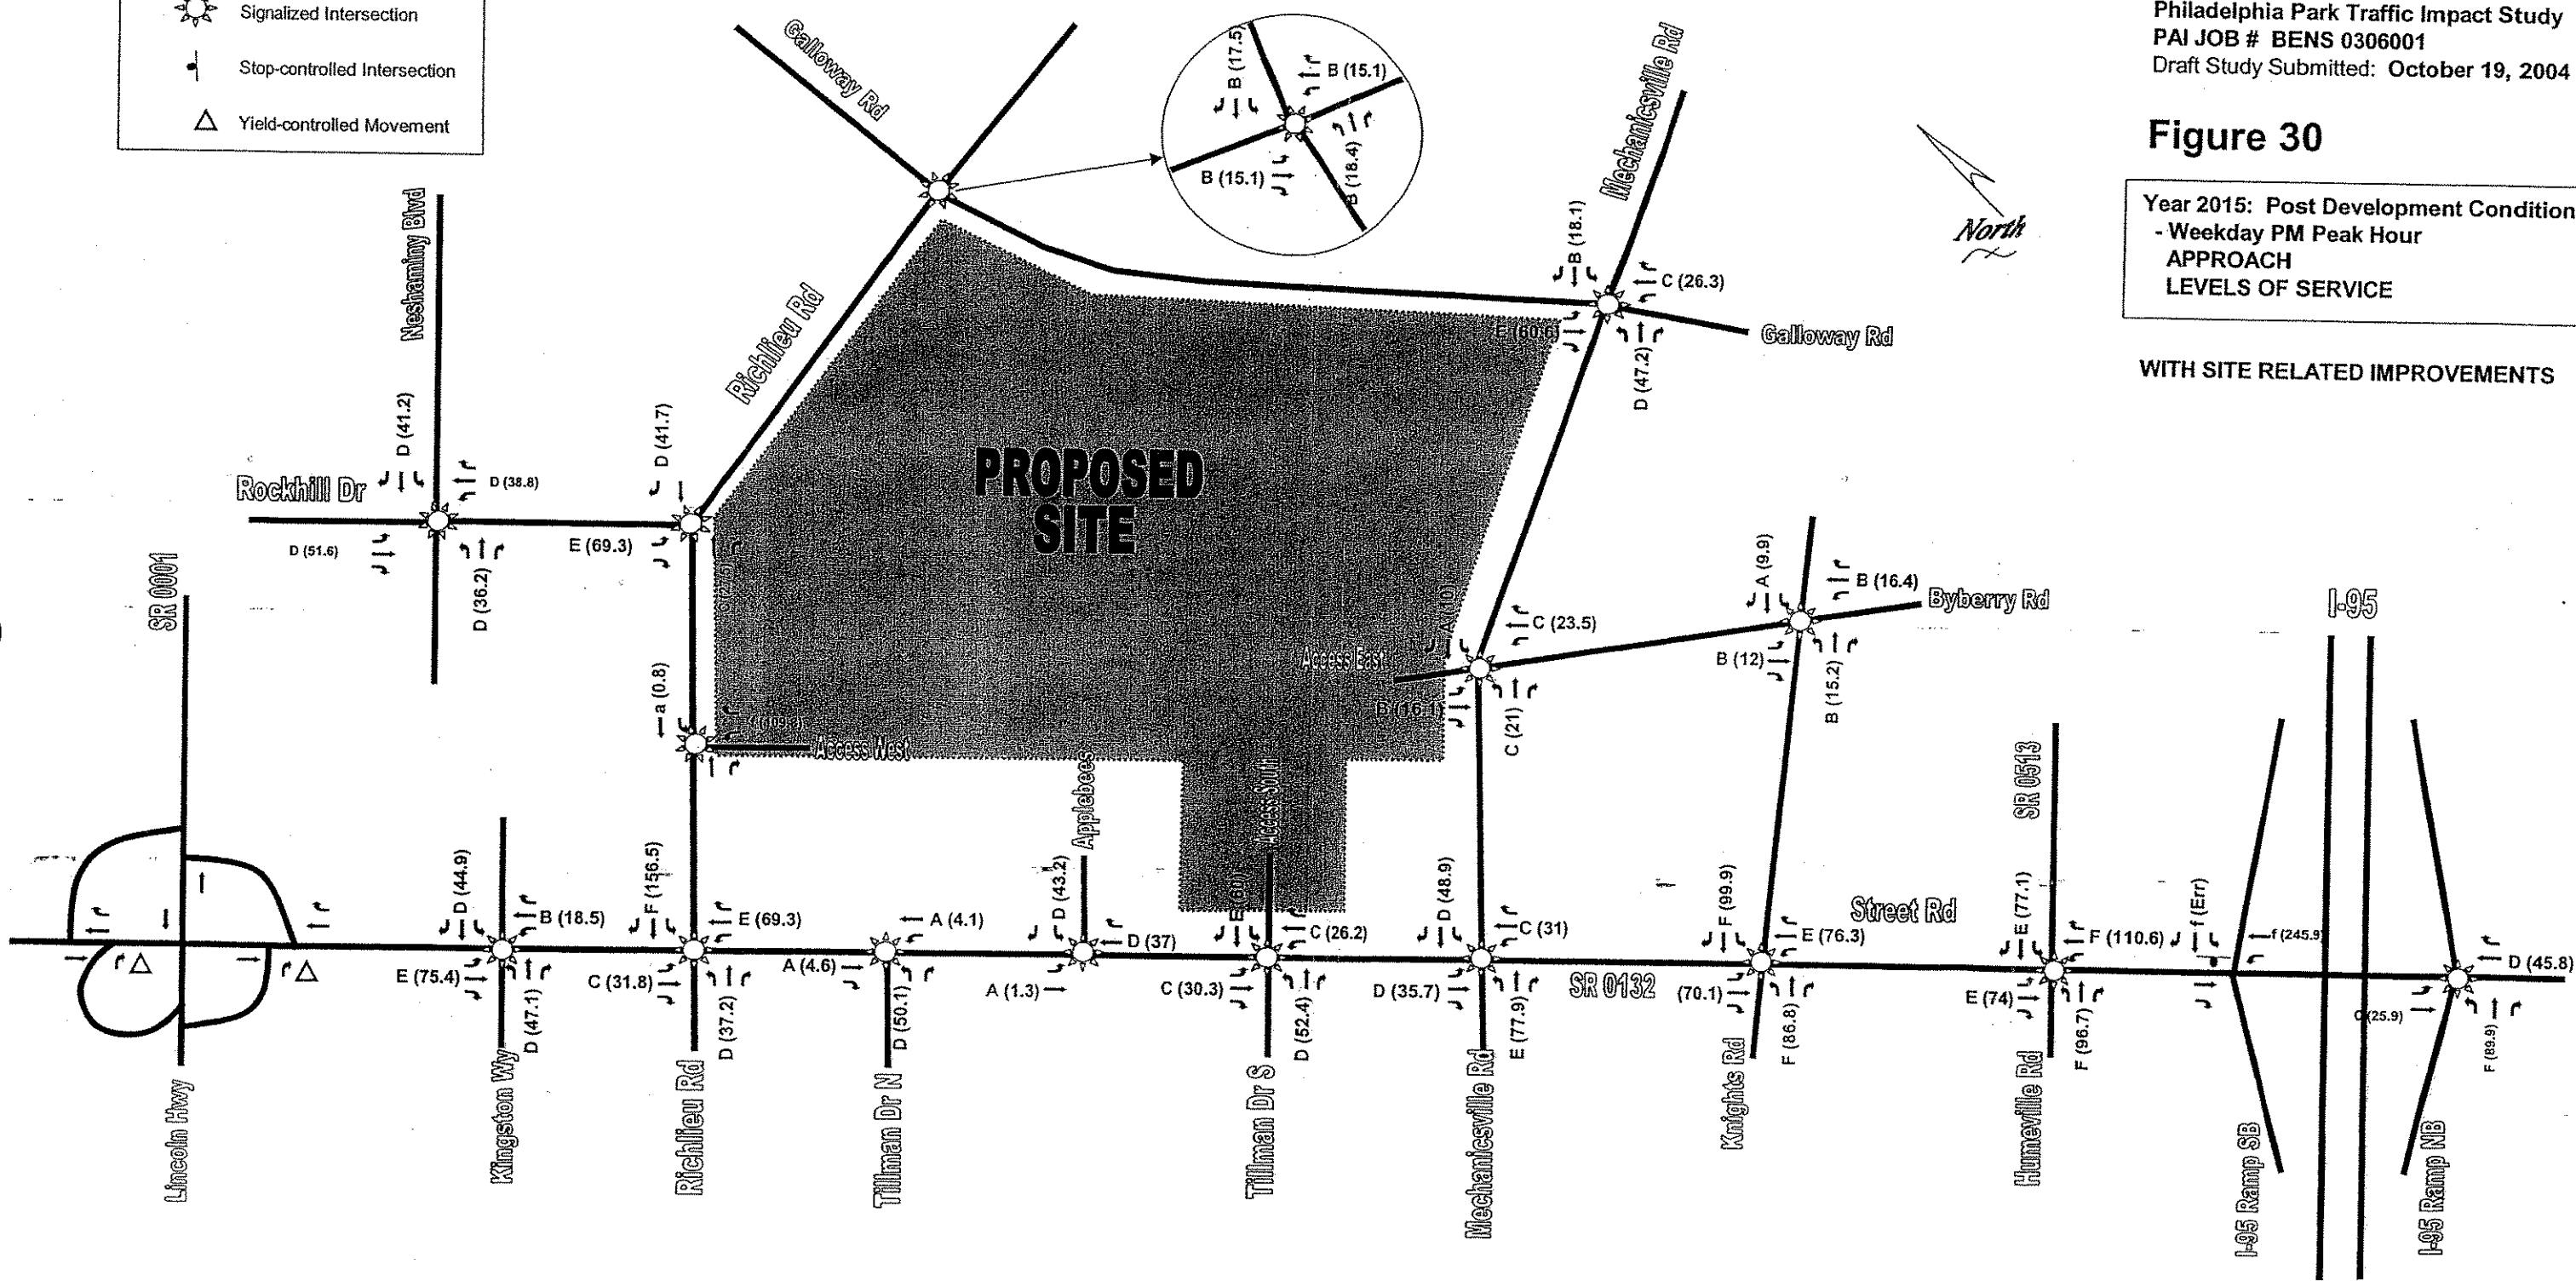 Signalized Intersection
Stop-controlled Intersection
Yield-controlled Movement
Philadelphia Park Traffic Impact Study
PAI JOB # BENS 0306001
Draft Study Submitted: October 19, 2004
Figure 30
Year 2015: Post Development Condition
- Weekday PM Peak Hour
APPROACH
LEVELS OF SERVICE
WITH SITE RELATED IMPROVEMENTS
North
Galloway Rd
B (17.5)
B (15.1)
B (15.1)
B (18.4)
Mechanicsville Rd
B (18.1)
C (26.3)
E (60.6)
D (47.2)
Galloway Rd
Neshaminy Blvd
Richlieu Rd
D (41.2)
D (41.7)
Rockhill Dr
D (38.8)
D (51.6)
D (36.2)
E (69.3)
C (27.5)
PROPOSED
SITE
SR 0001
a (0.8)
f (109.2)
Access West
A (10)
C (23.5)
Access East
B (16.1)
C (21)
A (9.9)
B (16.4)
Byberry Rd
B (12)
B (15.2)
I-95
SR 0513
Applebees
Access South
D (44.9)
B (18.5)
E (75.4)
D (47.1)
F (156.5)
E (69.3)
C (31.8)
D (37.2)
A (4.1)
A (4.6)
D (50.1)
D (43.2)
D (37)
A (1.3)
E (60)
C (26.2)
C (30.3)
D (52.4)
D (48.9)
C (31)
D (35.7)
E (77.9)
SR 0132
F (99.9)
E (76.3)
(70.1)
F (86.8)
Street Rd
E (77.1)
F (110.6)
E (74)
F (96.7)
f (Err)
f (245.9)
D (45.8)
C (25.9)
F (89.9)
Lincoln Hwy
Kingston Wy
Richlieu Rd
Tillman Dr N
Tillman Dr S
Mechanicsville Rd
Knights Rd
Humeville Rd
I-95 Ramp SB
I-95 Ramp NB